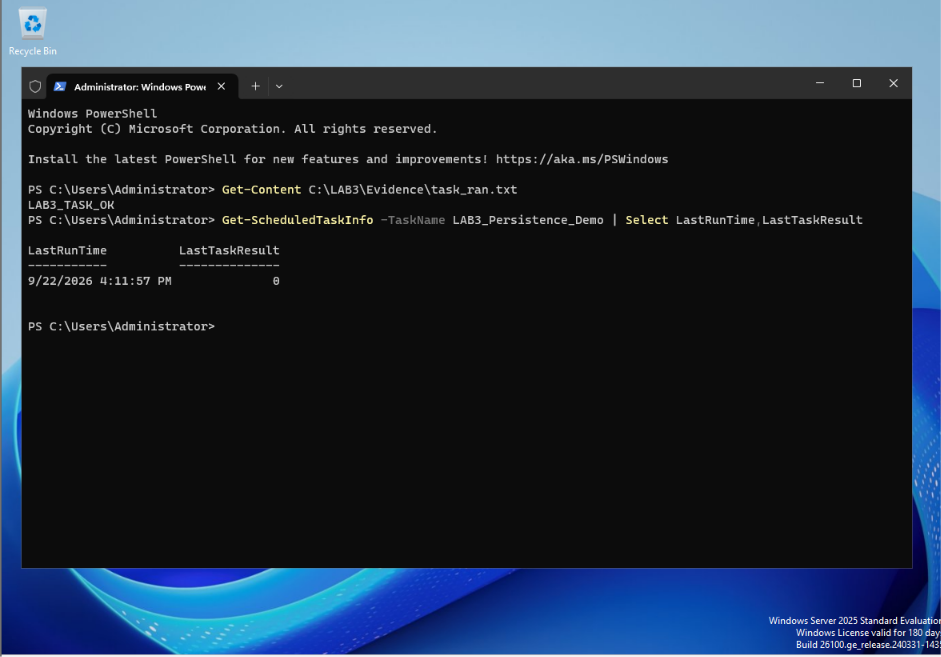 Recycle Bin
Administrator: Windows Powe
Windows PowerShell
Copyright (C) Microsoft Corporation. All rights reserved.
Install the latest PowerShell for new features and improvements! https://aka.ms/PSWindows
PS C:\Users\Administrator> Get-Content C:\LAB3\Evidence\task_ran.txt
LAB3_TASK_OK
PS C:\Users\Administrator> Get-ScheduledTaskInfo -TaskName LAB3_Persistence_Demo | Select LastRunTime,LastTaskResult
LastRunTime LastTaskResult
----------- --------------
9/22/2026 4:11:57 PM 0
PS C:\Users\Administrator>
Windows Server 2025 Standard Evaluation
Windows License valid for 180 day
Build 26100.ge_release.240331-143